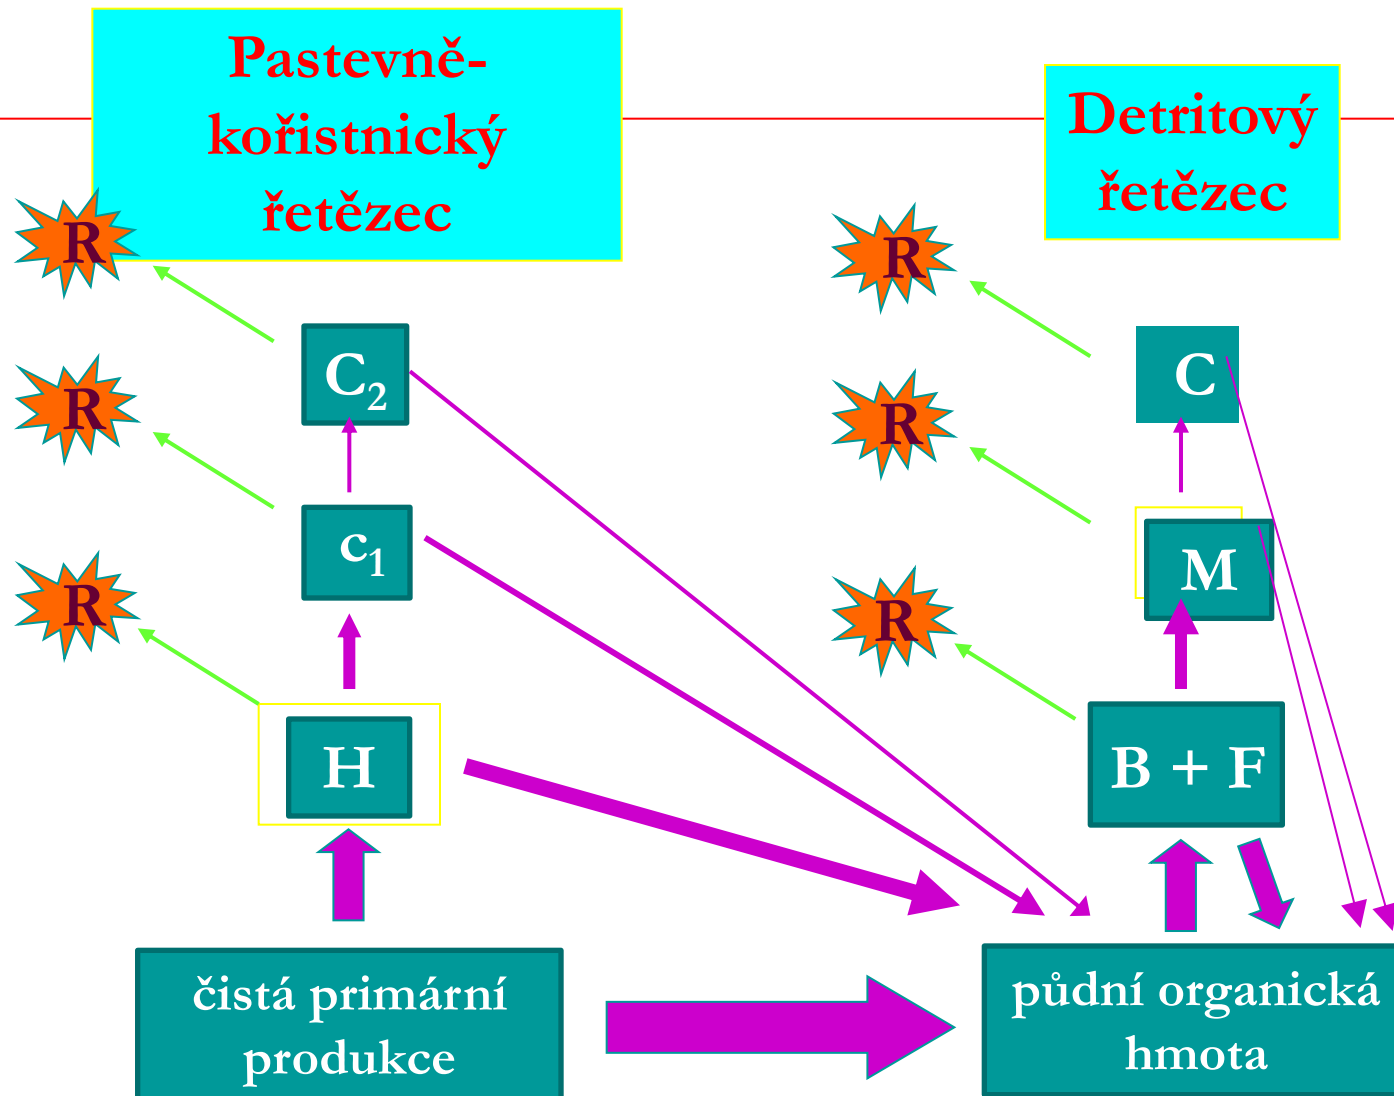 Pastevně-
kořistnický
řetězec
Detritový
řetězec
R
R
C₂
C
R
R
c₁
M
R
R
H
B + F
čistá primární
produkce
půdní organická
hmota